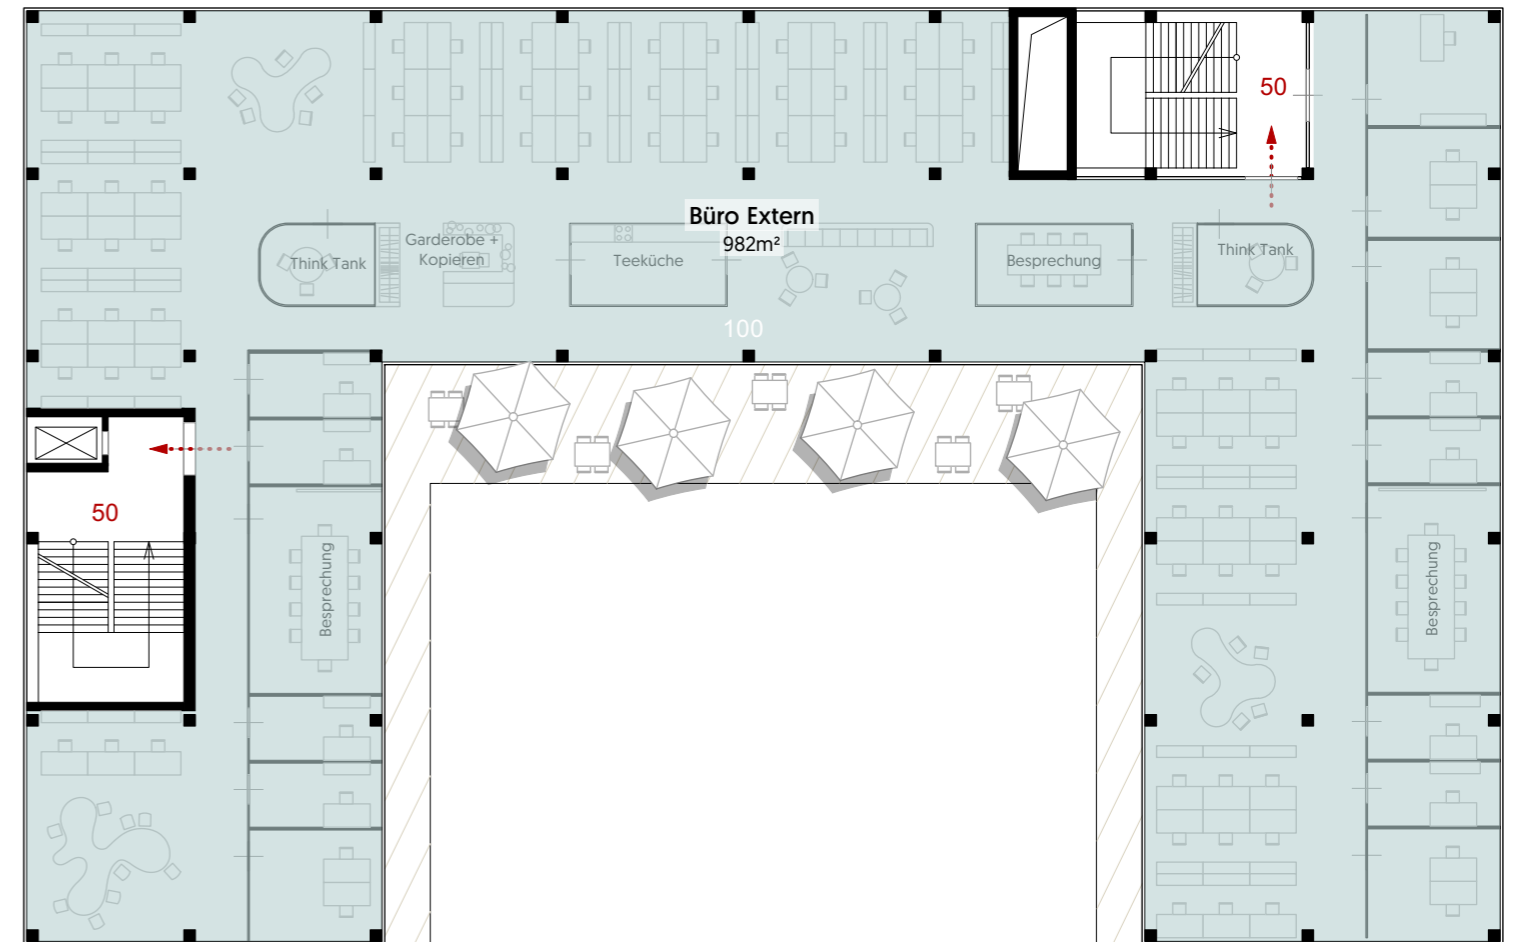 50
Büro Extern
982m²
Think Tank
Garderobe +
Kopieren
Teeküche
Besprechung
Think Tank
100
50
Besprechung
Besprechung